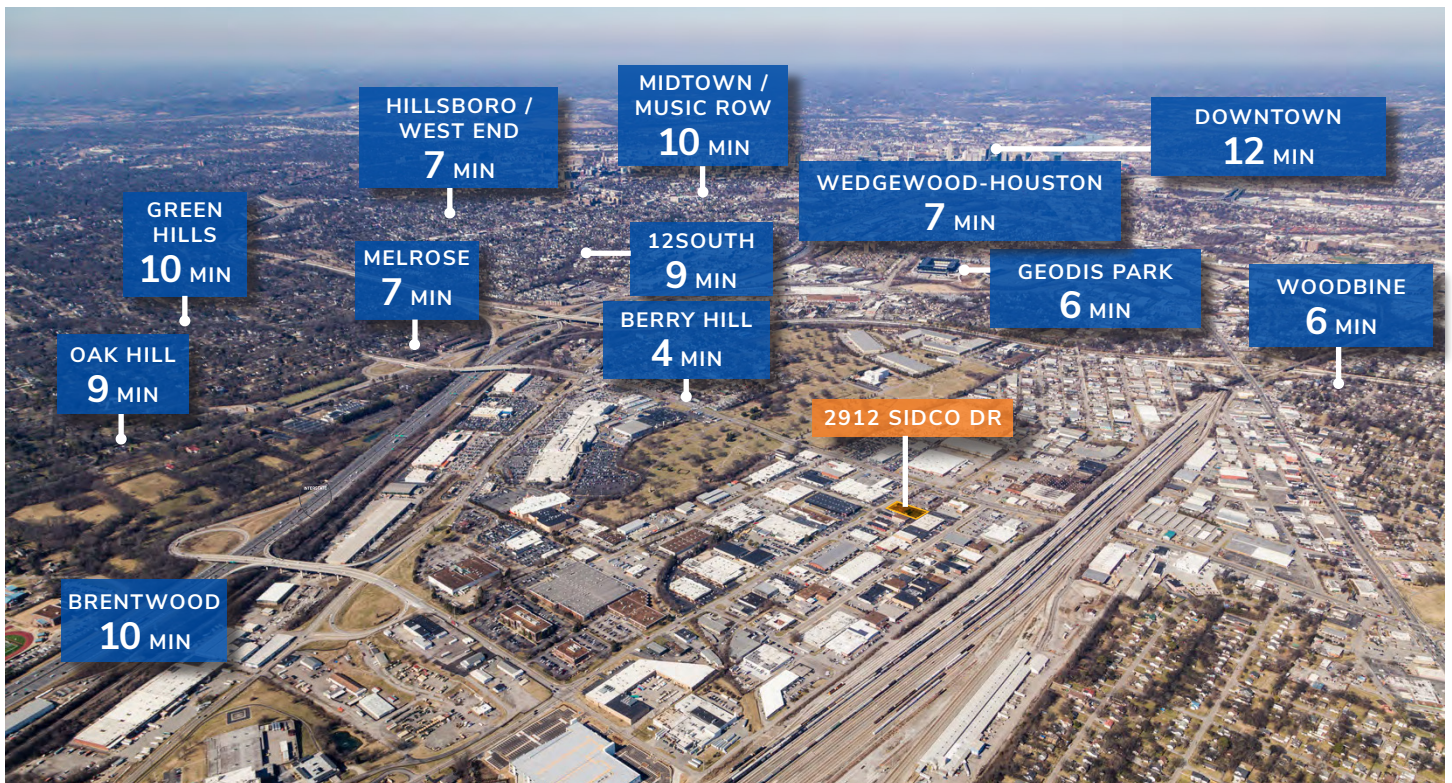 MIDTOWN /
MUSIC ROW
10 MIN
HILLSBORO /
WEST END
7 MIN
DOWNTOWN
12 MIN
WEDGEWOOD-HOUSTON
7 MIN
GREEN
HILLS
10 MIN
MELROSE
7 MIN
12SOUTH
9 MIN
GEODIS PARK
6 MIN
WOODBINE
6 MIN
BERRY HILL
4 MIN
OAK HILL
9 MIN
2912 SIDCO DR
BRENTWOOD
10 MIN